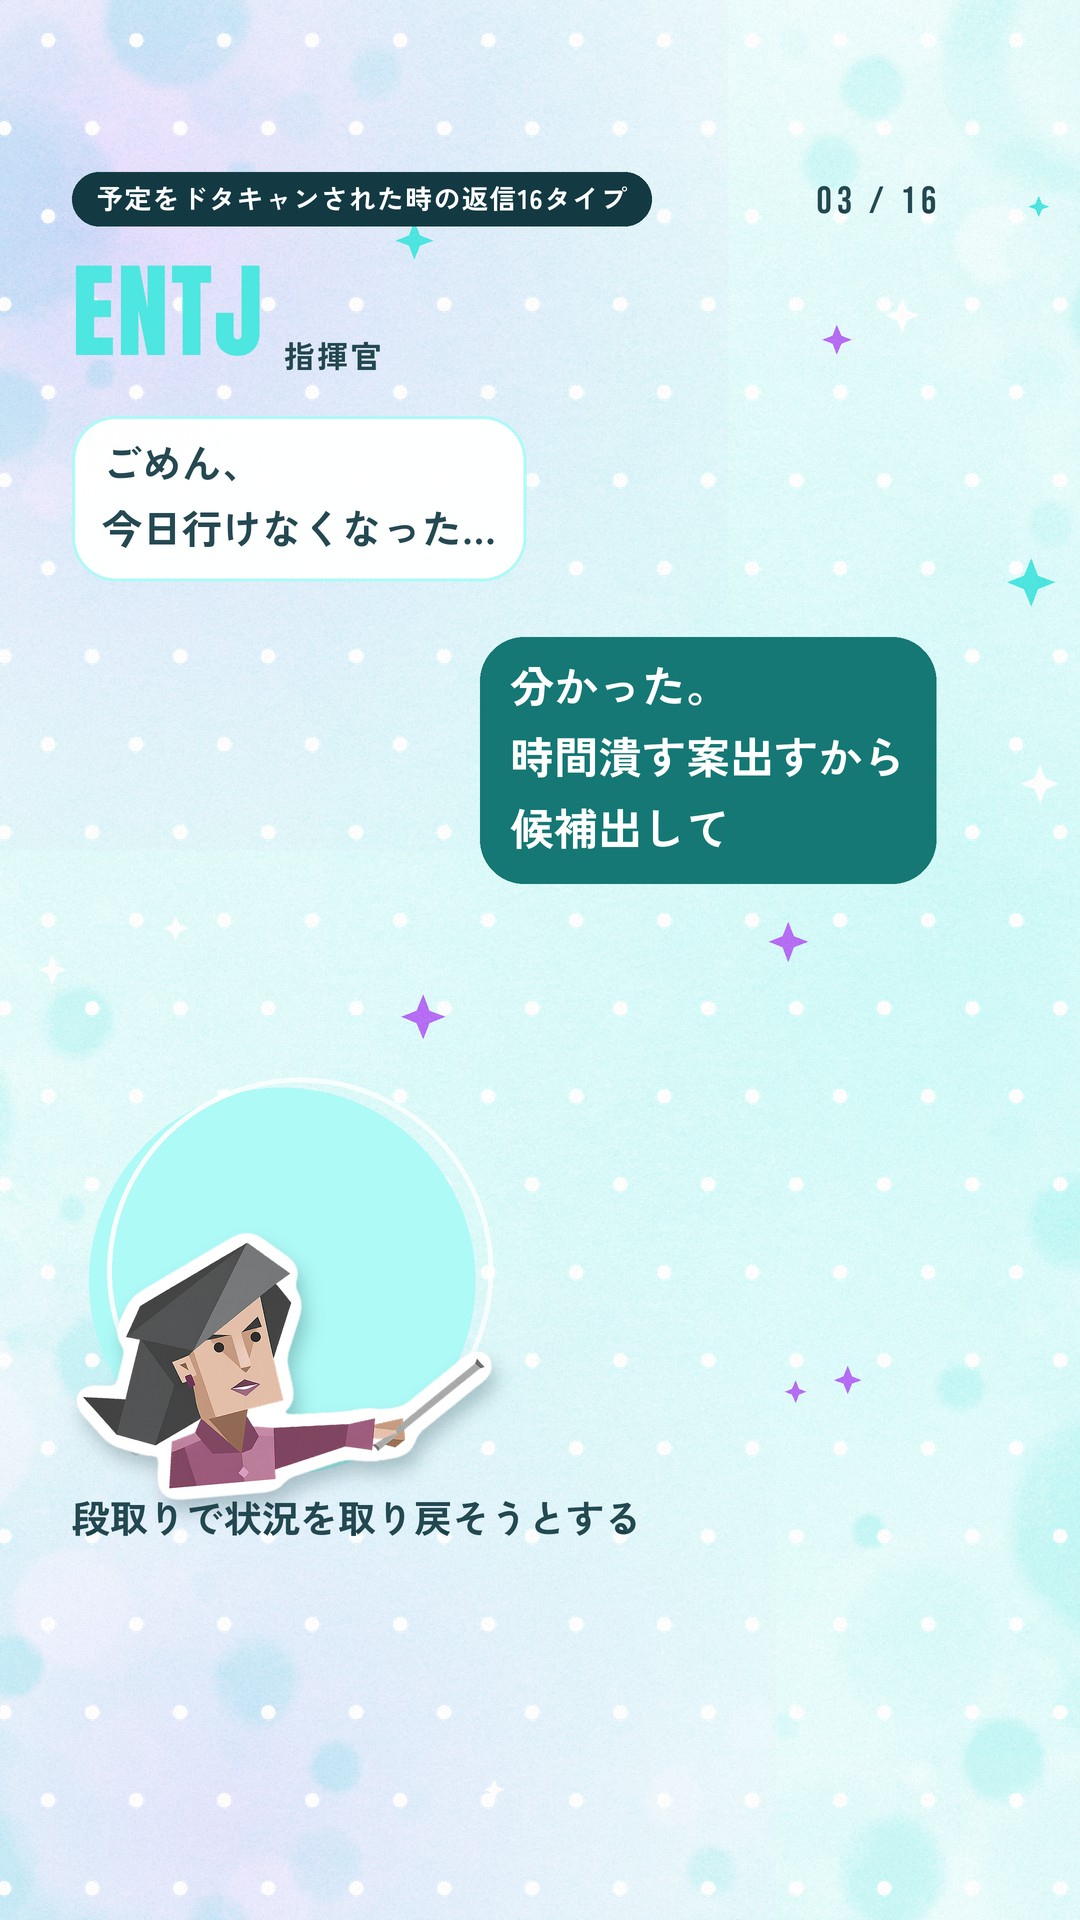 予定をドタキャンされた時の返信16タイプ
03 / 16
ENTJ
指揮官
ごめん、
今日行けなくなった...
分かった。
時間潰す案出すから
候補出して
段取りで状況を取り戻そうとする